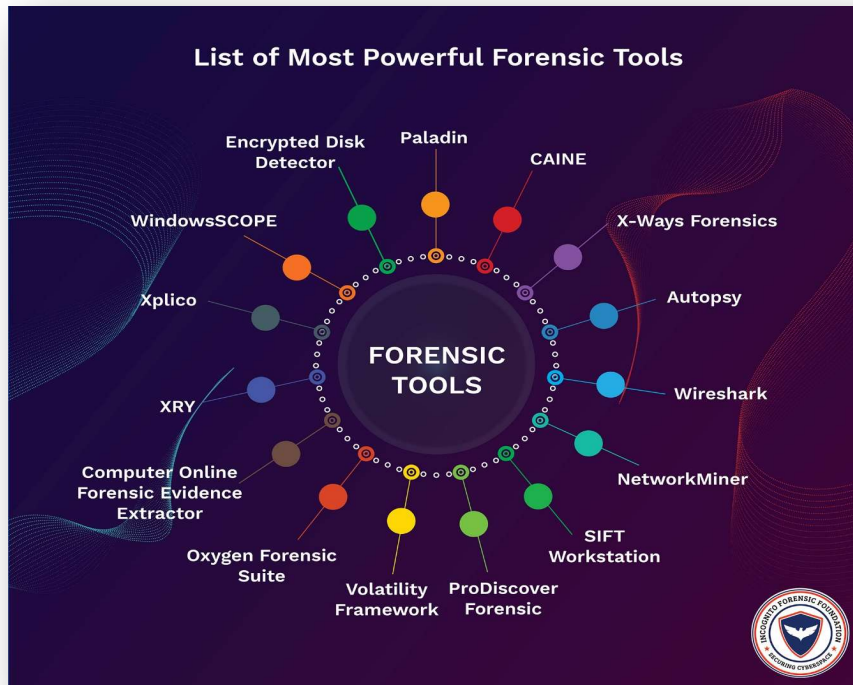 List of Most Powerful Forensic Tools
Paladin
Encrypted Disk
Detector
CAINE
WindowsSCOPE
X-Ways Forensics
Xplico
Autopsy
FORENSIC
TOOLS
XRY
Wireshark
Computer Online
Forensic Evidence
Extractor
NetworkMiner
SIFT
Workstation
Oxygen Forensic
Suite
Volatility
Framework
ProDiscover
Forensic
INCOGNITO FORENSIC FOUNDATION
SECURING CYBERSPACE